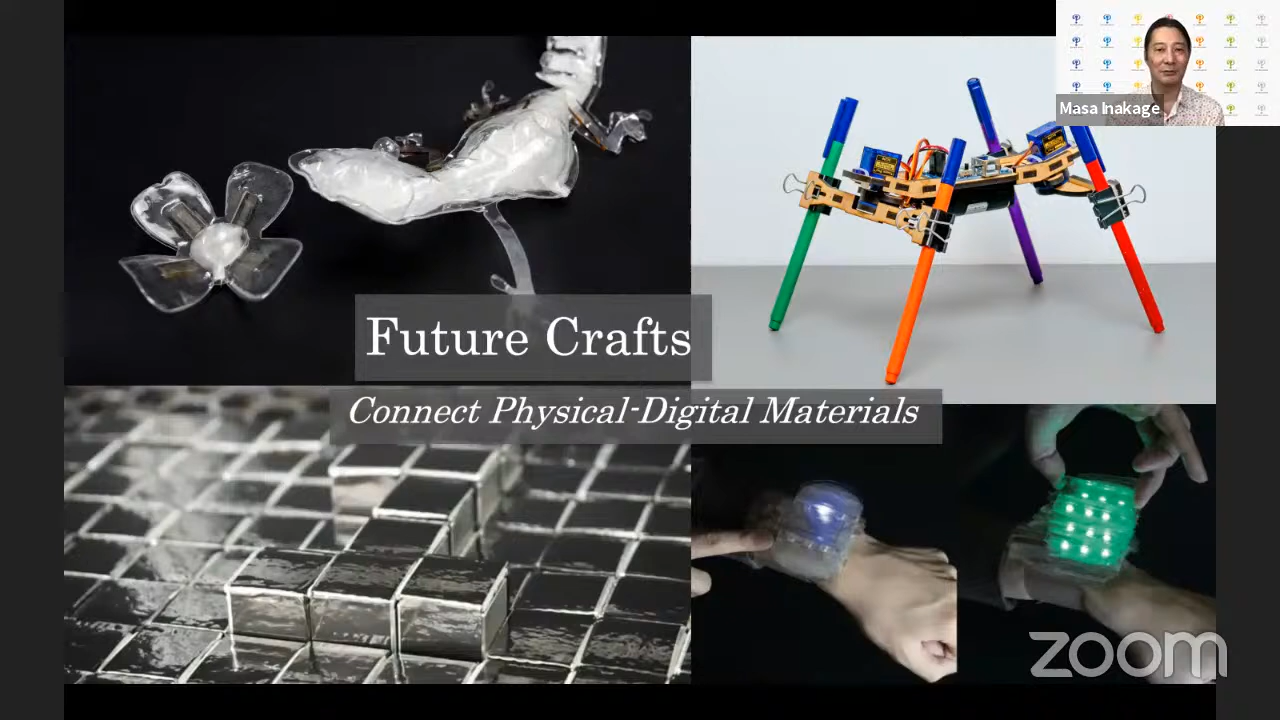 Masa Inakage
Future Crafts
Connect Physical-Digital Materials
zoom